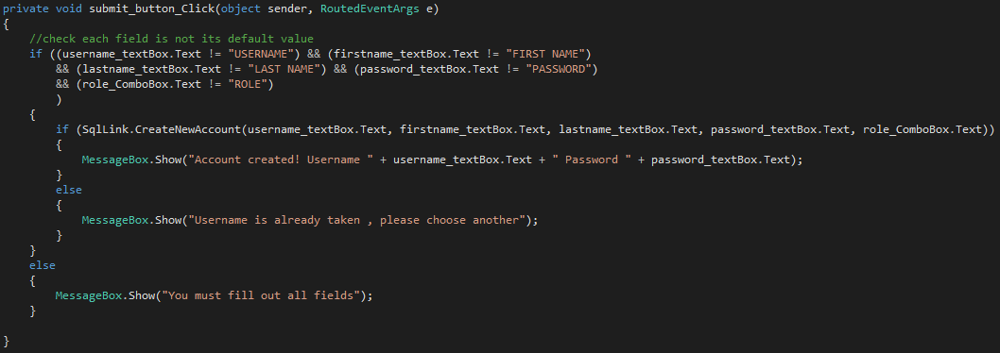 private void submit_button_Click(object sender, RoutedEventArgs e)
{
//check each field is not its default value
if ((username_textBox.Text != "USERNAME") && (firstname_textBox.Text != "FIRST NAME")
&& (lastname_textBox.Text != "LAST NAME") && (password_textBox.Text != "PASSWORD")
&& (role_ComboBox.Text != "ROLE")
)
{
if (SqlLink.CreateNewAccount(username_textBox.Text, firstname_textBox.Text, lastname_textBox.Text, password_textBox.Text, role_ComboBox.Text))
{
MessageBox.Show("Account created! Username " + username_textBox.Text + " Password " + password_textBox.Text);
}
else
{
MessageBox.Show("Username is already taken , please choose another");
}
}
else
{
MessageBox.Show("You must fill out all fields");
}
}